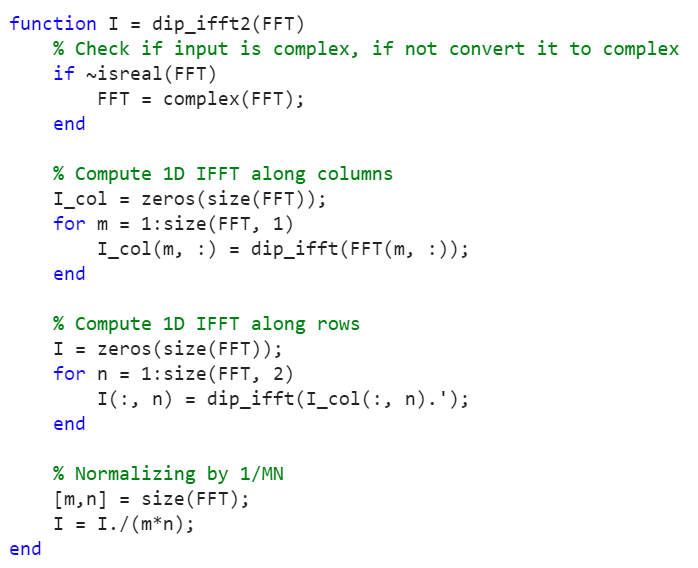 function I = dip_ifft2(FFT)
    % Check if input is complex, if not convert it to complex
    if ~isreal(FFT)
        FFT = complex(FFT);
    end

    % Compute 1D IFFT along columns
    I_col = zeros(size(FFT));
    for m = 1:size(FFT, 1)
        I_col(m, :) = dip_ifft(FFT(m, :));
    end

    % Compute 1D IFFT along rows
    I = zeros(size(FFT));
    for n = 1:size(FFT, 2)
        I(:, n) = dip_ifft(I_col(:, n).');
    end

    % Normalizing by 1/MN
    [m,n] = size(FFT);
    I = I./(m*n);
end